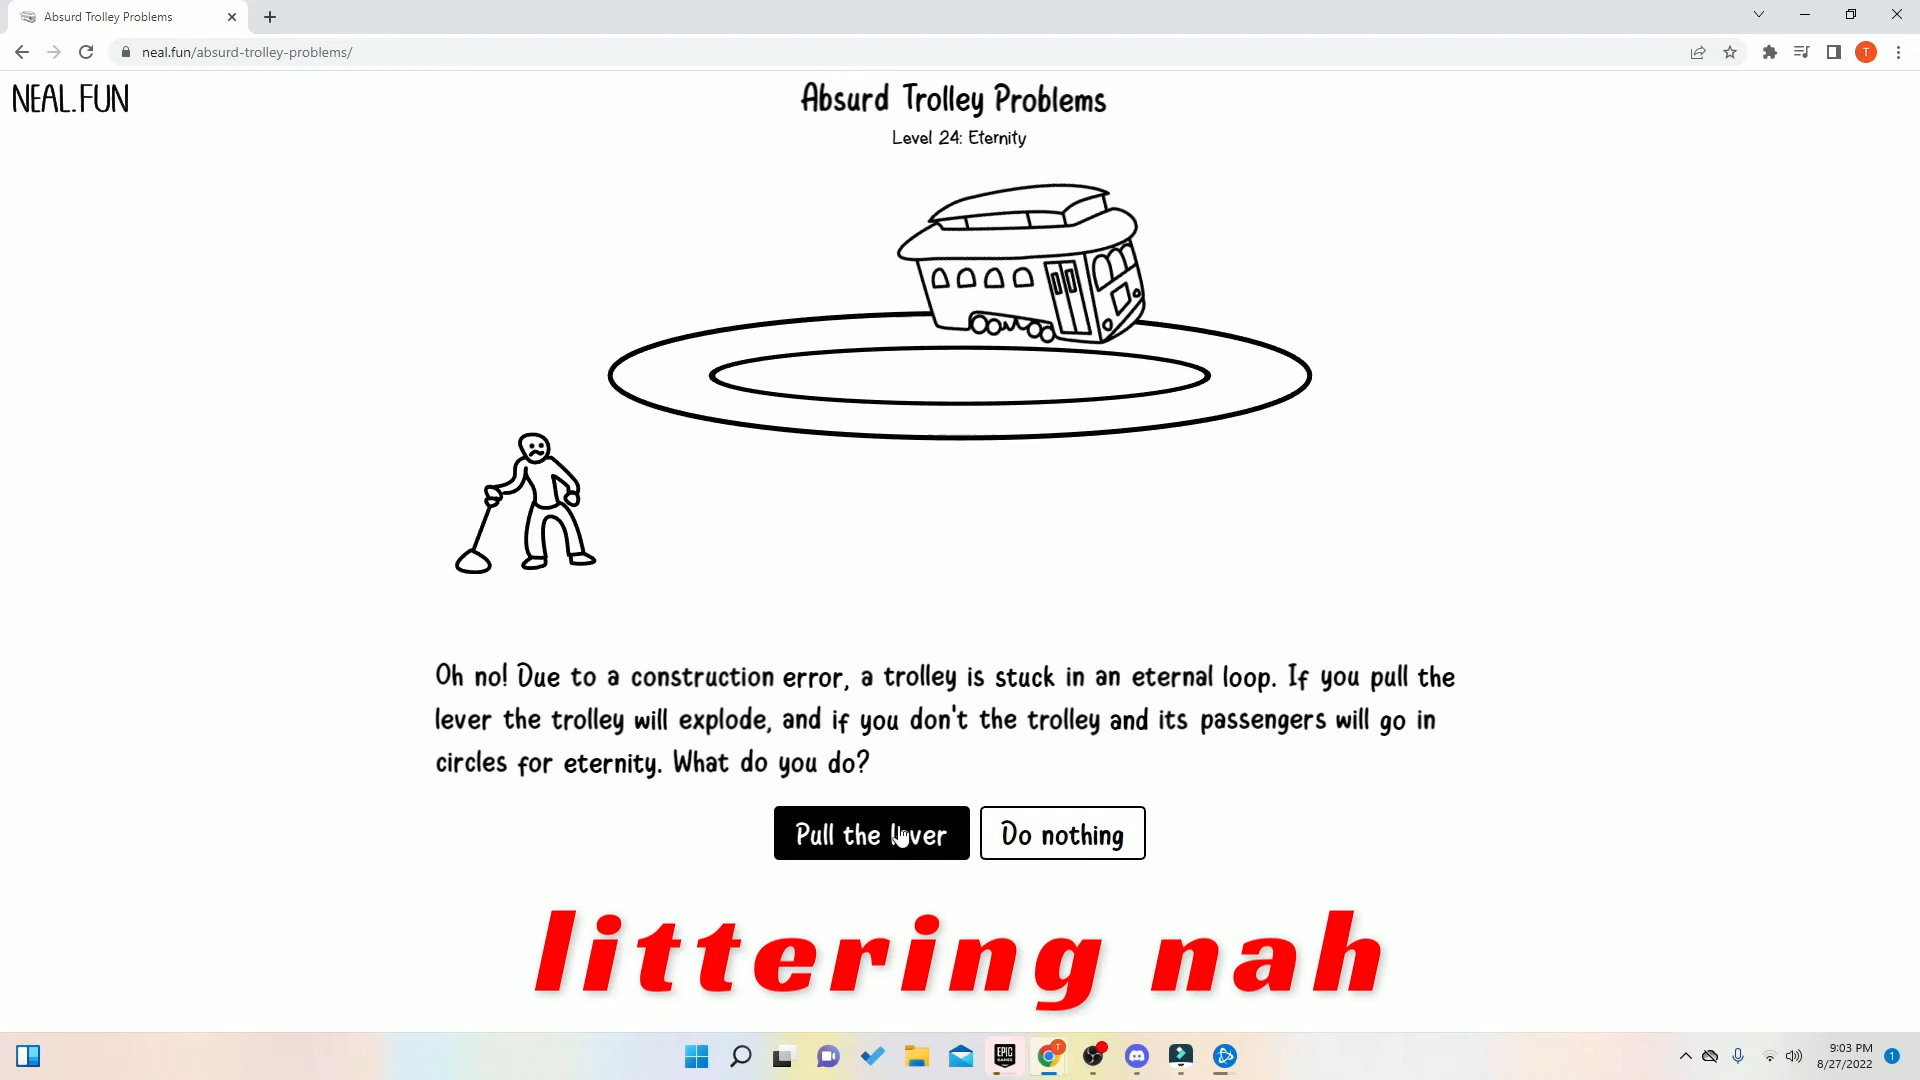 Absurd Trolley Problems
neal.fun/absurd-trolley-problems/
T
NEAL.FUN
Absurd Trolley Problems
Level 24: Eternity
Oh no! Due to a construction error, a trolley is stuck in an eternal loop. If you pull the
lever the trolley will explode, and if you don't the trolley and its passengers will go in
circles for eternity. What do you do?
Pull the lever
Do nothing
littering nah
EPIC
GAMES
T
9:03 PM
8/27/2022
1